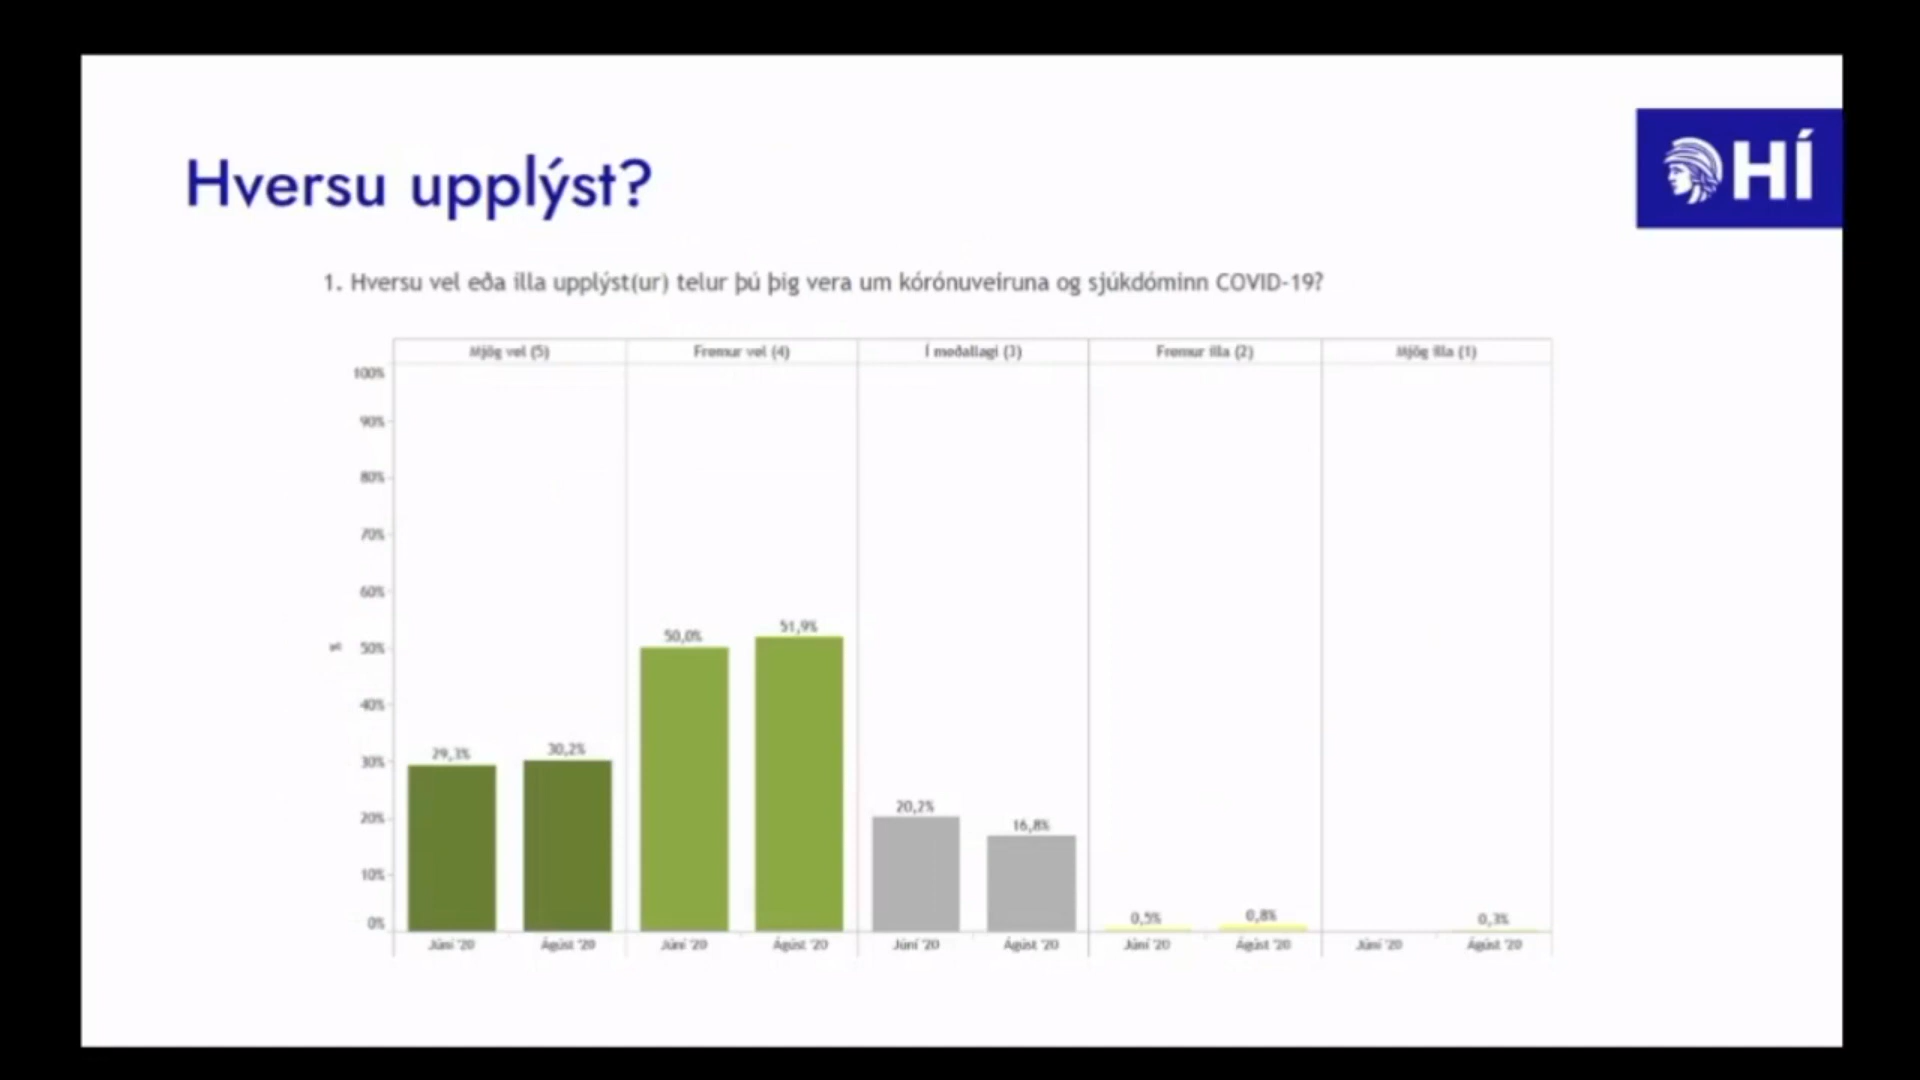 Hversu upplýst?
HÍ
1. Hversu vel eða illa upplýst(ur) telur þú þig vera um kórónuveiruna og sjúkdóminn COVID-19?
Mjög vel (5) Fremur vel (4) Í meðallagi (3) Fremur illa (2) Mjög illa (1)
100%
90%
80%
70%
60%
% 50%
40%
30%
20%
10%
0%
29,3% 30,2% 50,0% 51,9% 20,2% 16,8% 0,5% 0,8% 0,3%
Júní '20 Ágúst '20 Júní '20 Ágúst '20 Júní '20 Ágúst '20 Júní '20 Ágúst '20 Júní '20 Ágúst '20